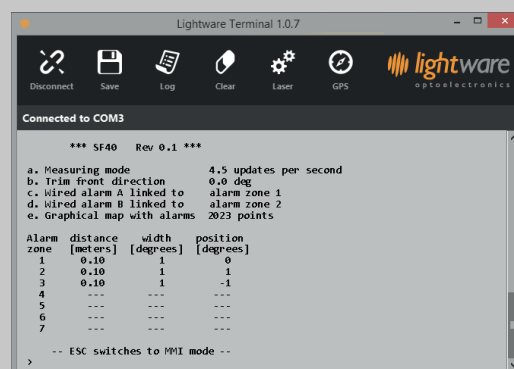 Lightware Terminal 1.0.7
Disconnect Save Log Clear Laser GPS
lightware
optoelectronics
Connected to COM3
*** SF40 Rev 0.1 ***
a. Measuring mode 4.5 updates per second
b. Trim front direction 0.0 deg
c. Wired alarm A linked to alarm zone 1
d. Wired alarm B linked to alarm zone 2
e. Graphical map with alarms 2023 points
Alarm distance width position
zone [meters] [degrees] [degrees]
1 0.10 1 0
2 0.10 1 1
3 0.10 1 -1
4 --- --- ---
5 --- --- ---
6 --- --- ---
7 --- --- ---
-- ESC switches to MMI mode --
>